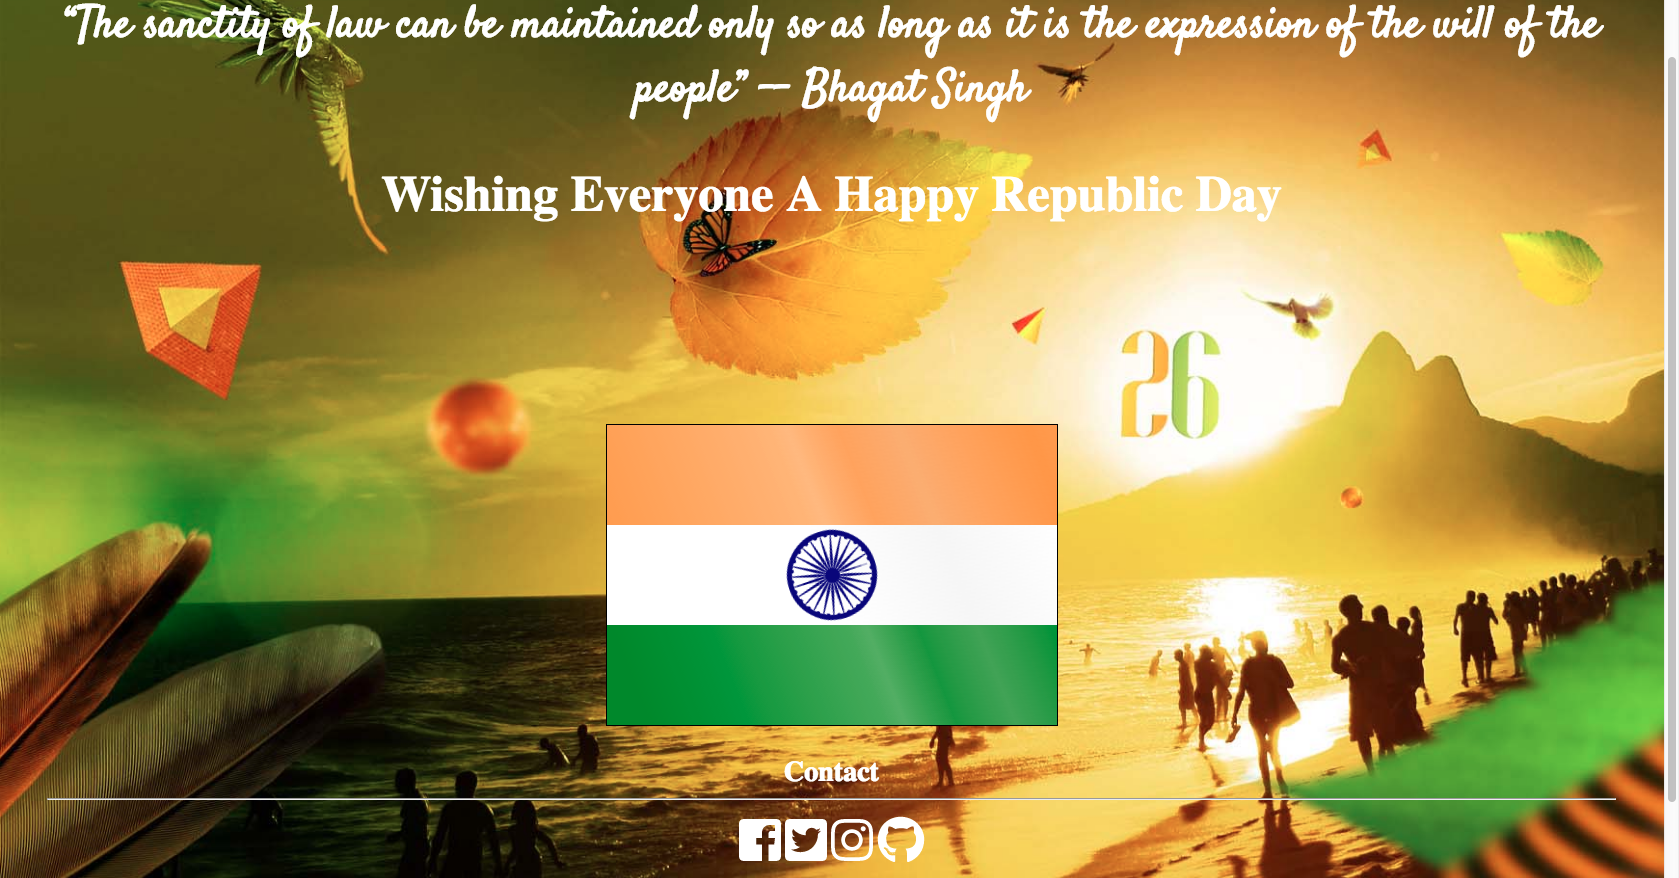 “The sanctity of law can be maintained only so as long as it is the expression of the will of the
people” — Bhagat Singh
Wishing Everyone A Happy Republic Day
26
Contact